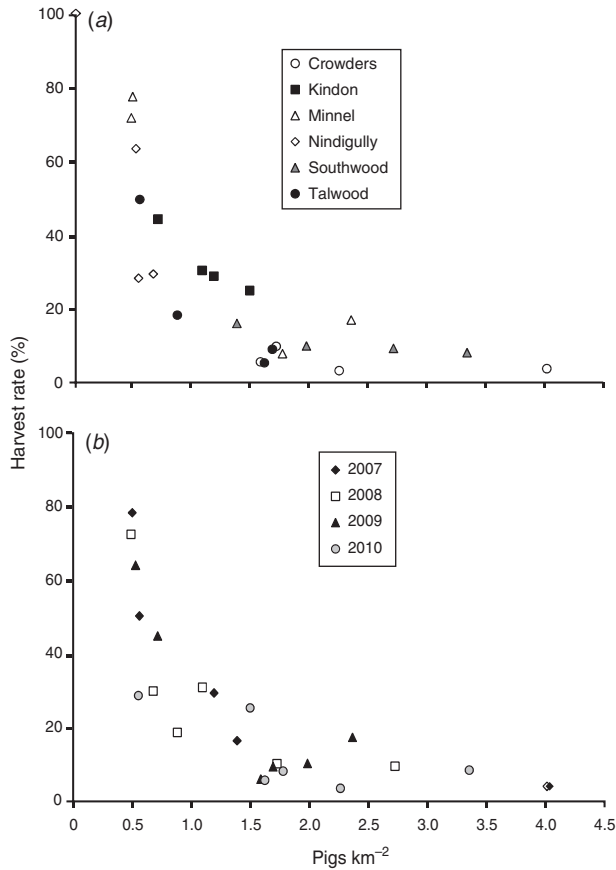 100
(a)
Crowders
Kindon
80
Minnel
Nindigully
Southwood
60
Talwood
40
20
0
Harvest rate (%)
100
(b)
2007
2008
80
2009
2010
60
40
20
0
0 0.5 1.0 1.5 2.0 2.5 3.0 3.5 4.0 4.5
Pigs km⁻²